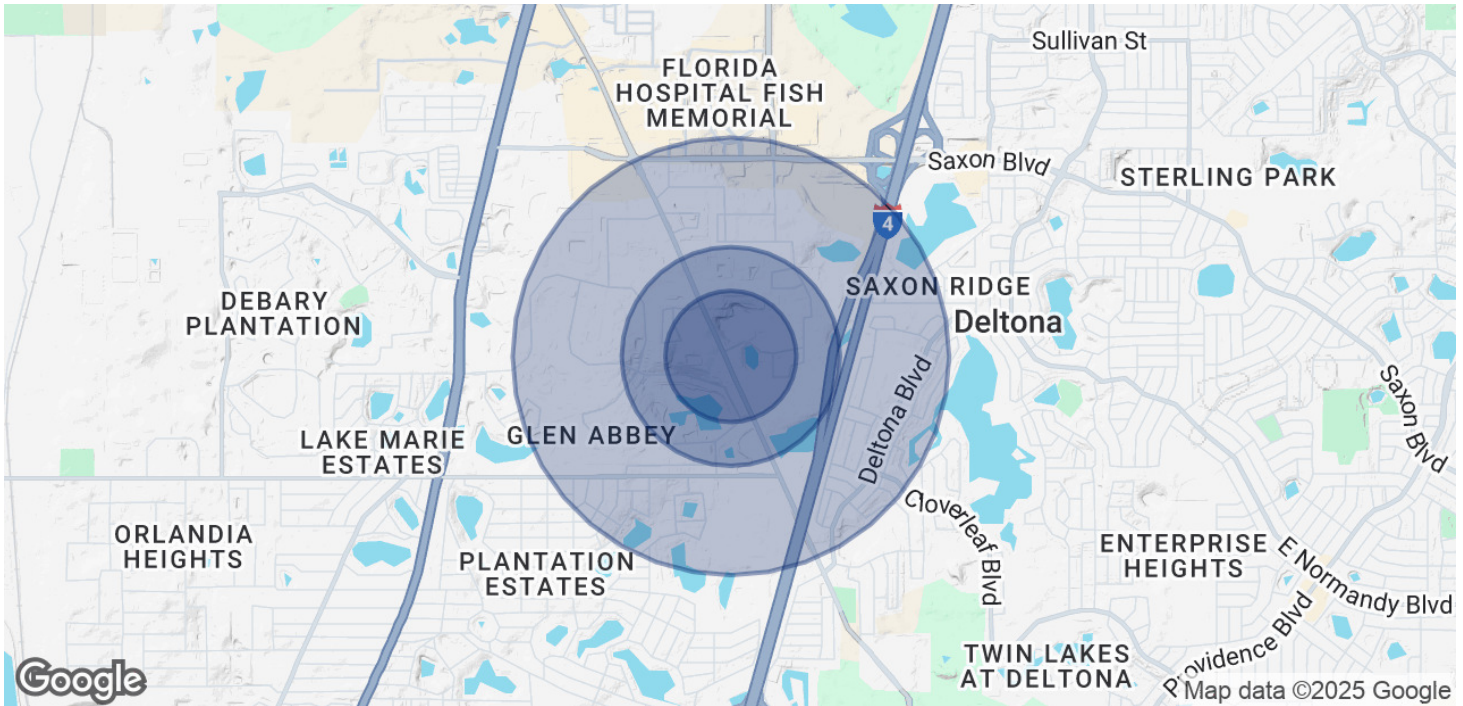 Sullivan St
FLORIDA
HOSPITAL FISH
MEMORIAL
Saxon Blvd
STERLING PARK
4
SAXON RIDGE
DEBARY
PLANTATION
Deltona
Deltona Blvd
Saxon Blvd
GLEN ABBEY
LAKE MARIE
ESTATES
Cloverleaf Blvd
ORLANDIA
HEIGHTS
PLANTATION
ESTATES
ENTERPRISE
HEIGHTS
E Normandy Blvd
Providence Blvd
TWIN LAKES
AT DELTONA
Google
Map data ©2025 Google